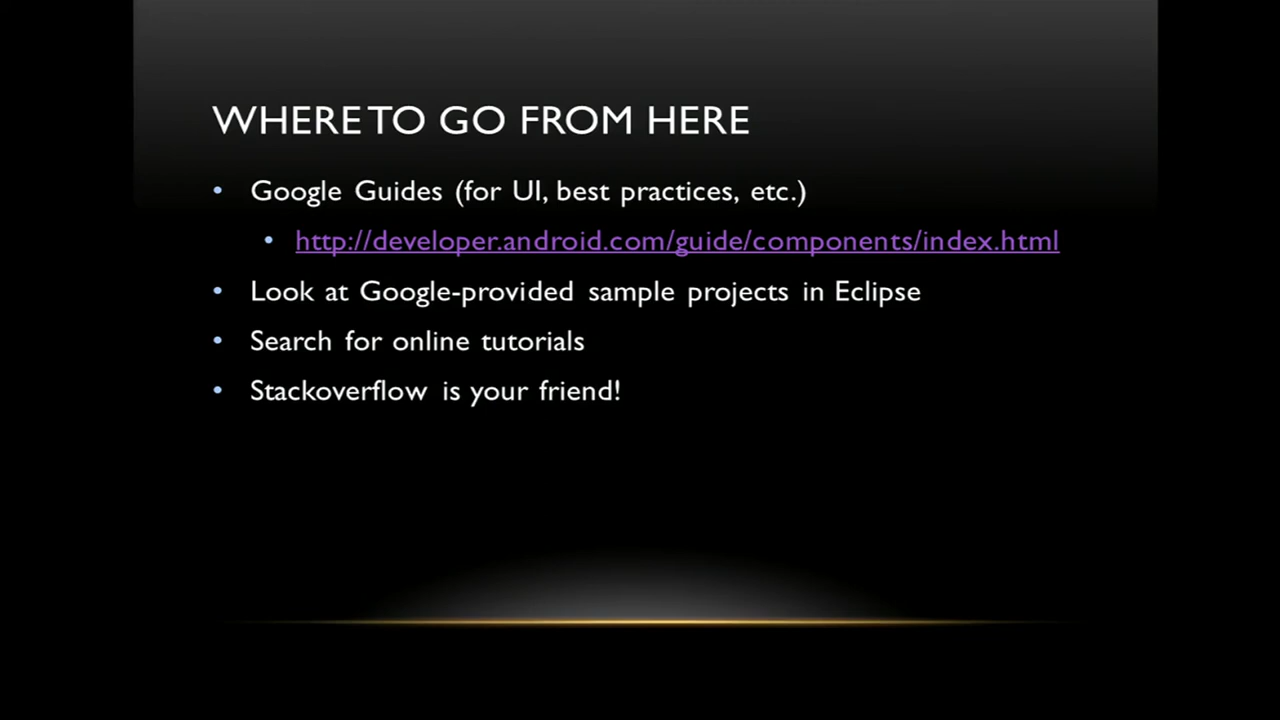 WHERE TO GO FROM HERE
• Google Guides (for UI, best practices, etc.)
• http://developer.android.com/guide/components/index.html
• Look at Google-provided sample projects in Eclipse
• Search for online tutorials
• Stackoverflow is your friend!